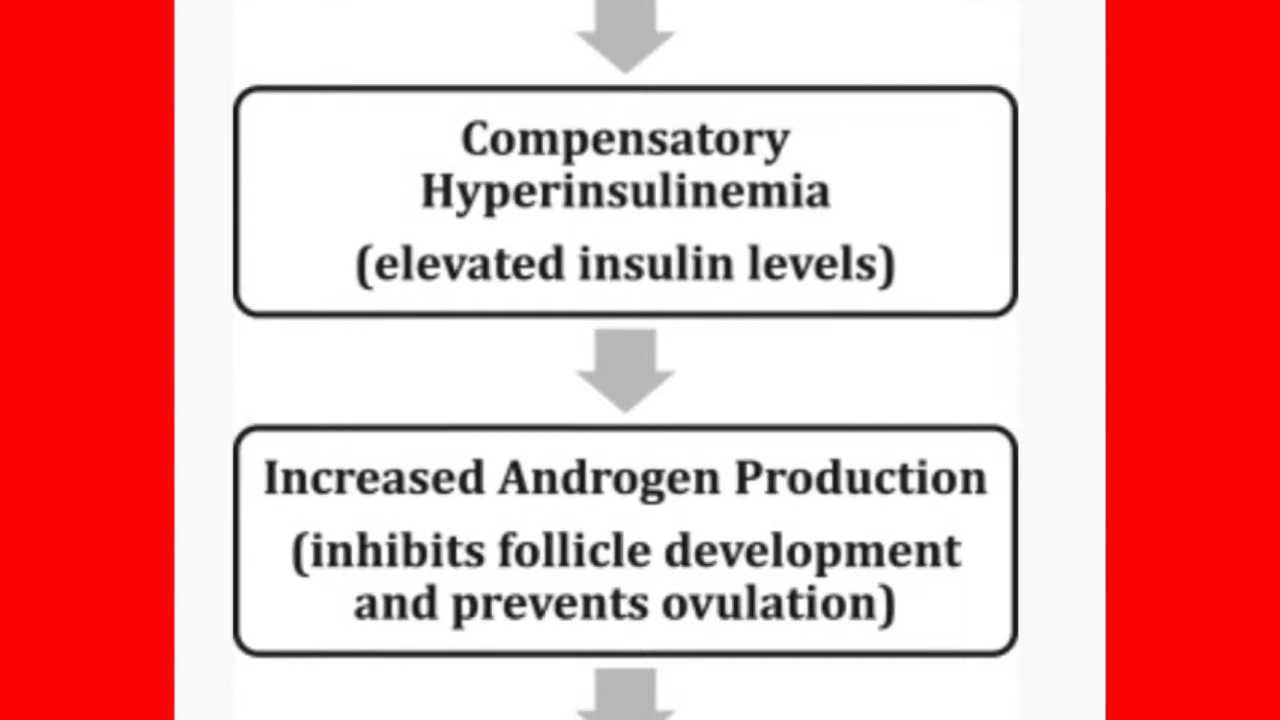 Compensatory
Hyperinsulinemia
(elevated insulin levels)
Increased Androgen Production
(inhibits follicle development
and prevents ovulation)